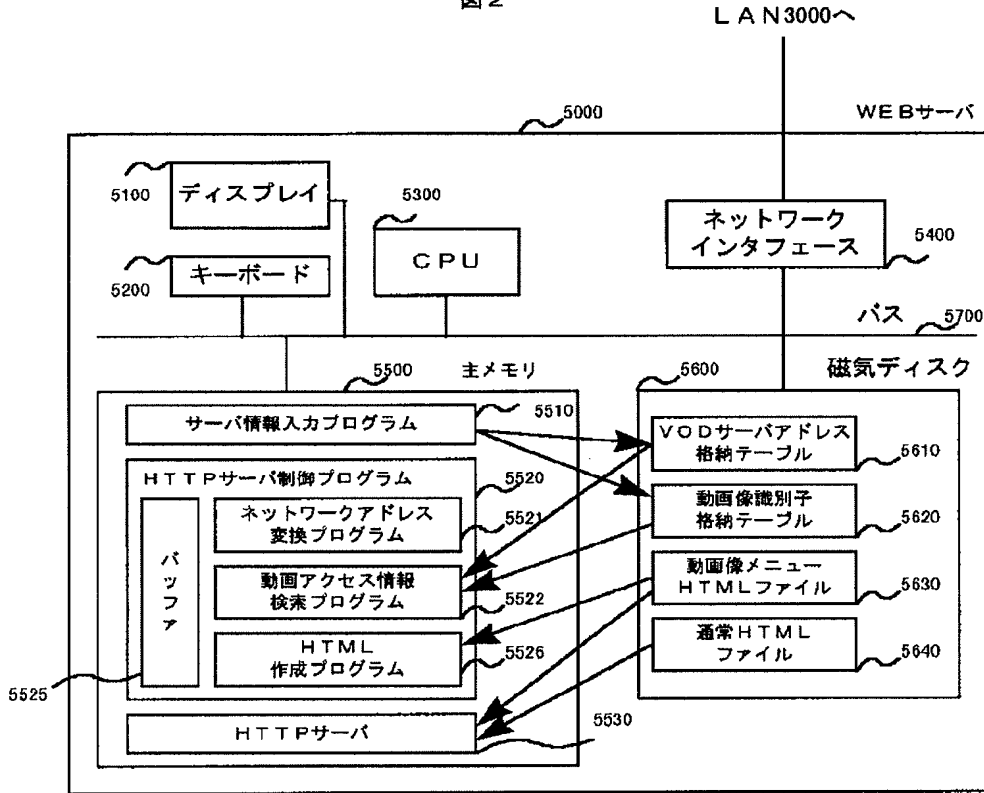 図2
LAN3000へ
5000
WEBサーバ
5100
ディスプレイ
5300
CPU
ネットワーク
インタフェース
5400
5200
キーボード
バス
5700
5500
主メモリ
5600
磁気ディスク
サーバ情報入力プログラム
5510
VODサーバアドレス
格納テーブル
5610
HTTPサーバ制御プログラム
5520
バッファ
ネットワークアドレス
変換プログラム
5521
動画像識別子
格納テーブル
5620
動画アクセス情報
検索プログラム
5522
動画像メニュー
HTMLファイル
5630
HTML
作成プログラム
5526
通常HTML
ファイル
5640
5525
HTTPサーバ
5530